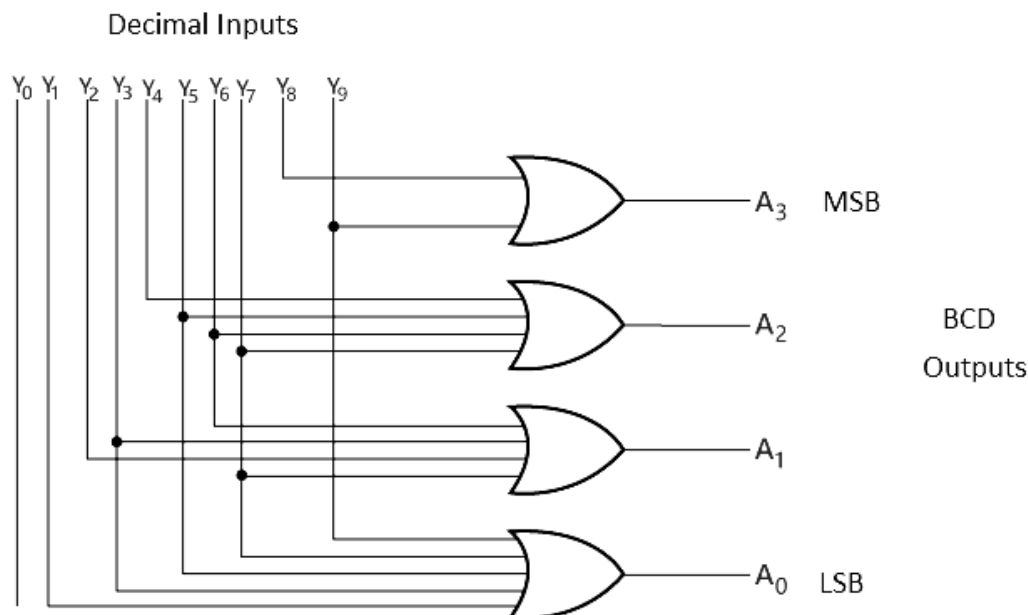 Decimal Inputs
Y0 Y1 Y2 Y3 Y4 Y5 Y6 Y7 Y8 Y9
A3 MSB
A2
BCD
Outputs
A1
A0 LSB